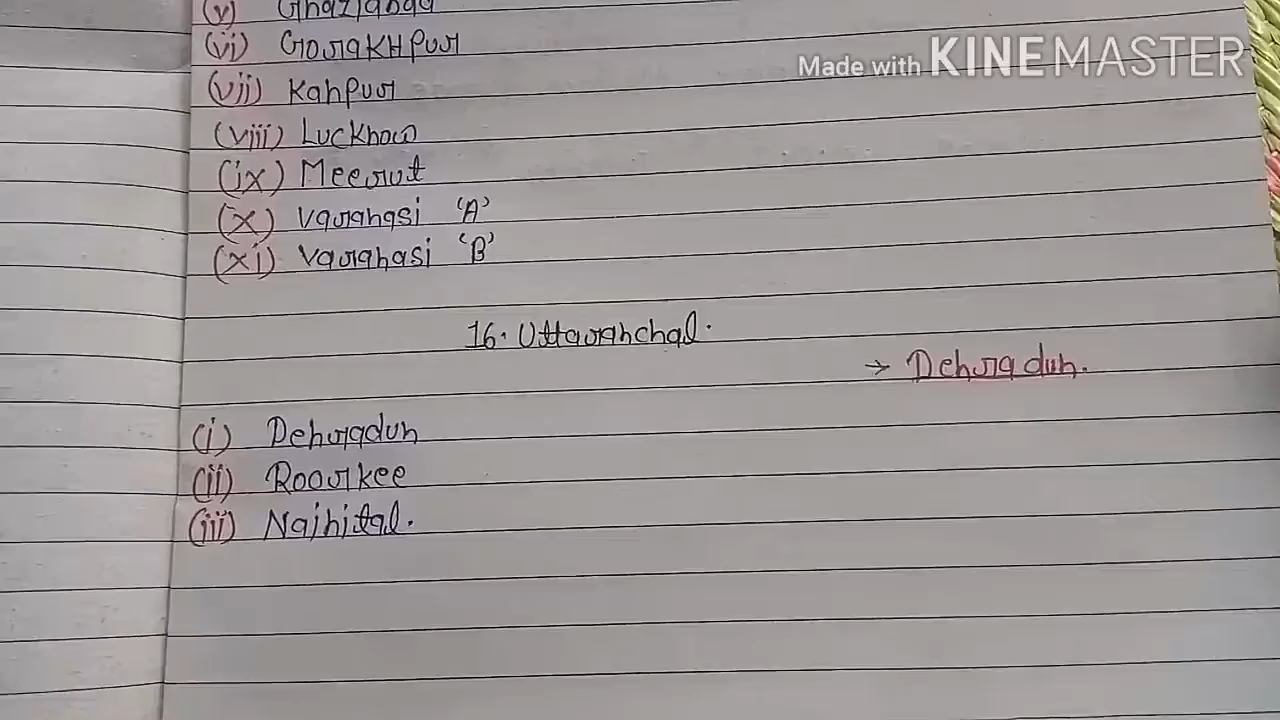 (v) Ghaziabad
(vi) GorakHpur
Made with KINEMASTER
(vii) Kanpur
(viii) Lucknow
(ix) Meerut
(x) Varanasi 'A'
(xi) Varanasi 'B'
16. Uttaranchal.
→ Dehradun.
(i) Dehradun
(ii) Roorkee
(iii) Nainital.